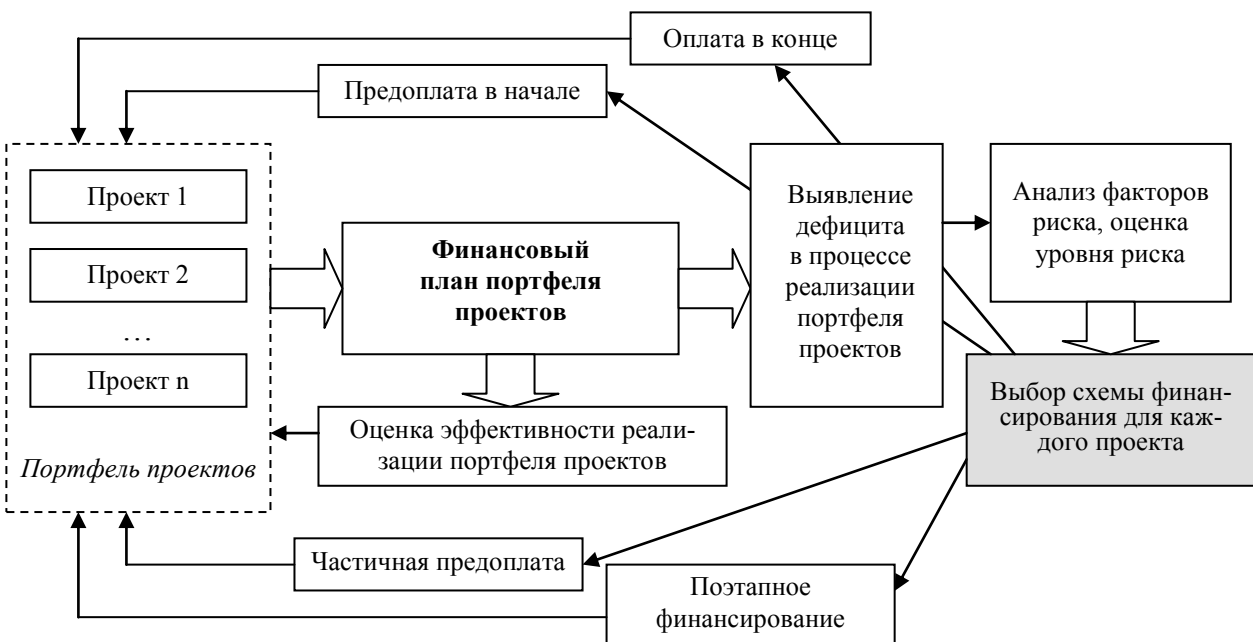 Оплата в конце
Предоплата в начале
Проект 1
Проект 2
…
Проект n
Портфель проектов
Финансовый
план портфеля
проектов
Оценка эффективности реали-
зации портфеля проектов
Выявление
дефицита
в процессе
реализации
портфеля
проектов
Анализ факторов
риска, оценка
уровня риска
Выбор схемы финан-
сирования для каж-
дого проекта
Частичная предоплата
Поэтапное
финансирование